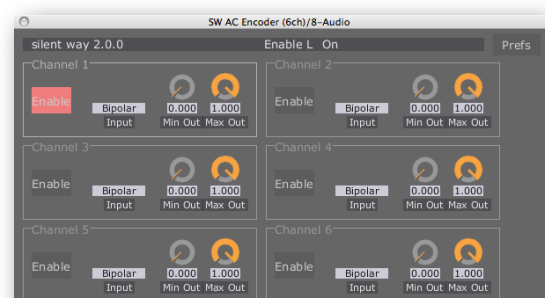 SW AC Encoder (6ch)/8-Audio
silent way 2.0.0 Enable L On Prefs
Channel 1 Channel 2
Enable Bipolar 0.000 1.000 Enable Bipolar 0.000 1.000
Input Min Out Max Out Input Min Out Max Out
Channel 3 Channel 4
Enable Bipolar 0.000 1.000 Enable Bipolar 0.000 1.000
Input Min Out Max Out Input Min Out Max Out
Channel 5 Channel 6
Enable Bipolar 0.000 1.000 Enable Bipolar 0.000 1.000
Input Min Out Max Out Input Min Out Max Out